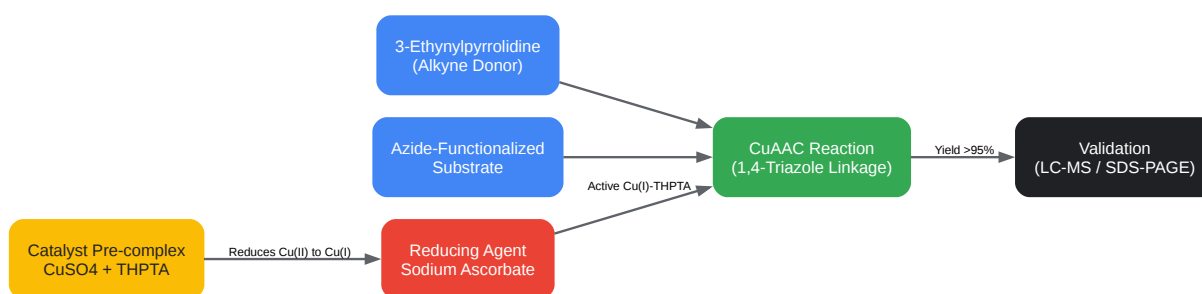 3-Ethynylpyrrolidine
(Alkyne Donor)
Azide-Functionalized
Substrate
CuAAC Reaction
(1,4-Triazole Linkage)
Yield >95%
Validation
(LC-MS / SDS-PAGE)
Active Cu(I)-THPTA
Catalyst Pre-complex
CuSO4 + THPTA
Reduces Cu(II) to Cu(I)
Reducing Agent
Sodium Ascorbate